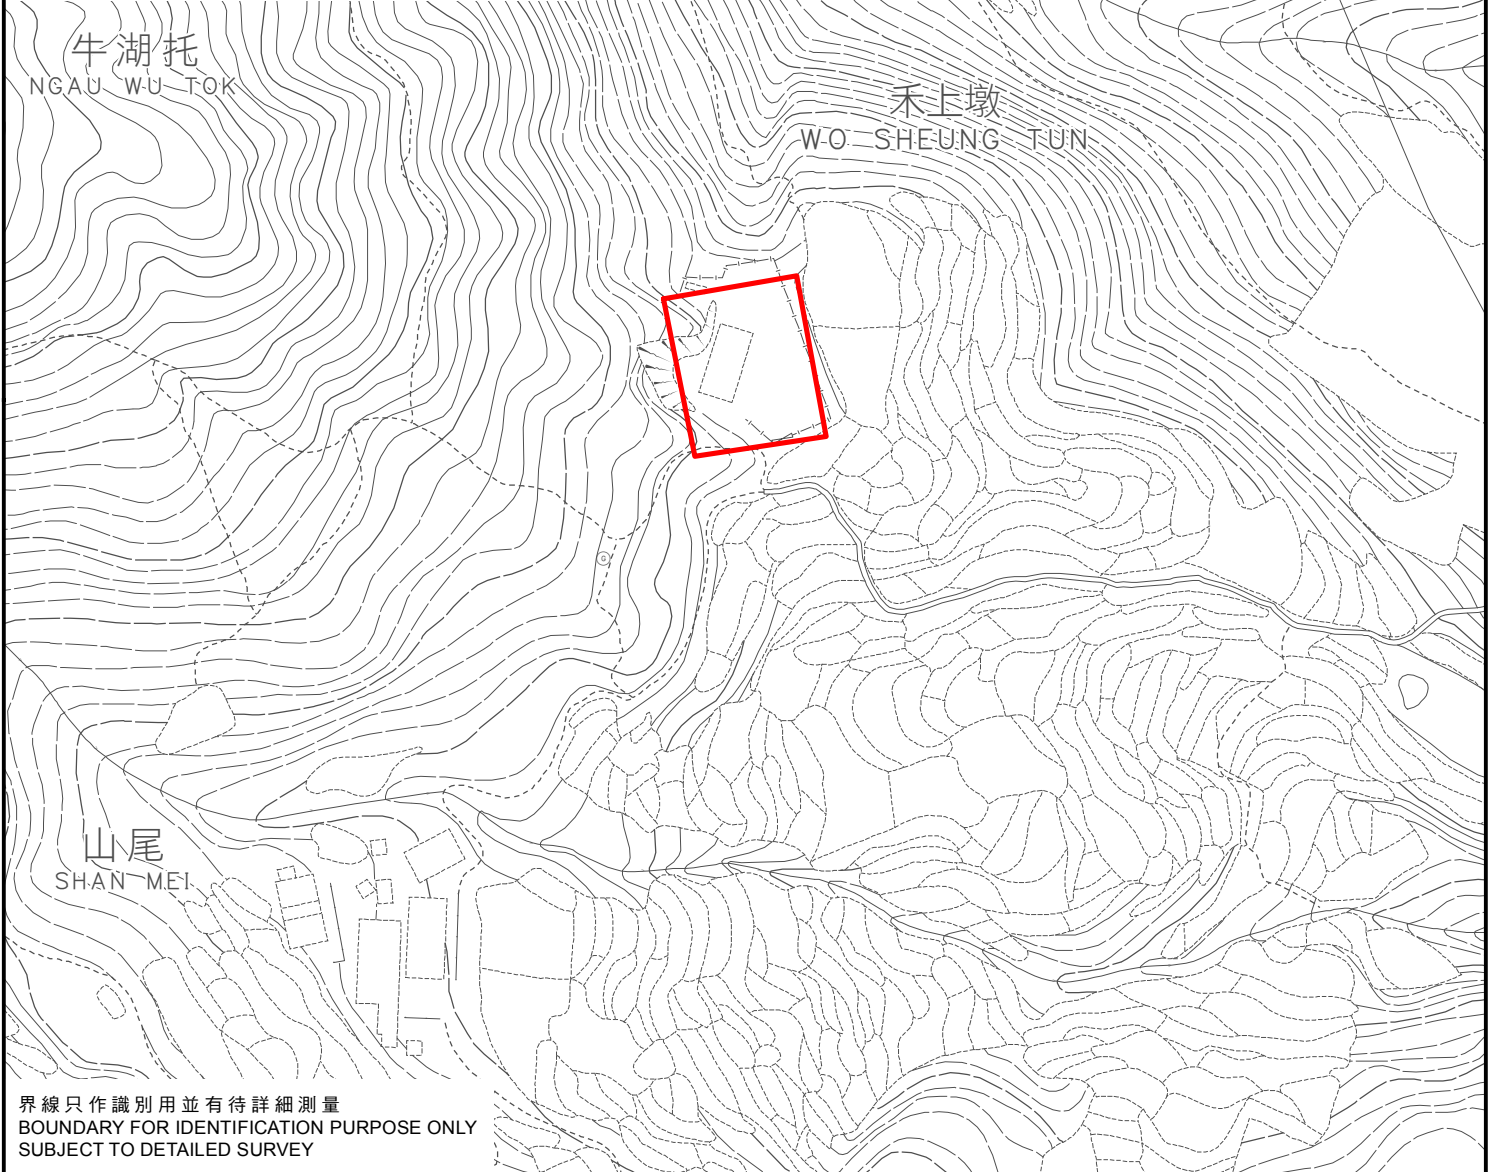 牛湖托
NGAU WU TOK
禾上墩
WO SHEUNG TUN
G
山尾
SHAN MEI
界線只作識別用並有待詳細測量
BOUNDARY FOR IDENTIFICATION PURPOSE ONLY
SUBJECT TO DETAILED SURVEY